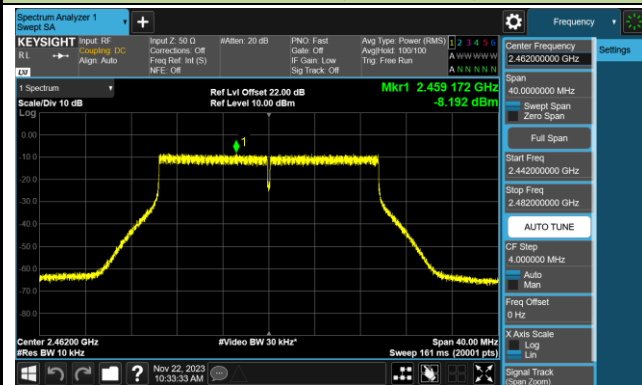 Spectrum Analyzer 1
Swept SA
Frequency
KEYSIGHT
Input: RF
Coupling: DC
Align: Auto
Input Z: 50 Ω
Corrections: Off
Freq Ref: Int (S)
NFE: Off
#Atten: 20 dB
PNO: Fast
Gate: Off
IF Gain: Low
Sig Track: Off
Avg Type: Power (RMS)
Avg|Hold: 100/100
Trig: Free Run
1 2 3 4 5 6
A W W W W W
A N N N N N
RL
LXI
1 Spectrum
Scale/Div 10 dB
Ref Lvl Offset 22.00 dB
Ref Level 10.00 dBm
Mkr1 2.459 172 GHz
-8.192 dBm
Log
1
0.00
-10.0
-20.0
-30.0
-40.0
-50.0
-60.0
-70.0
-80.0
Center 2.46200 GHz
#Res BW 10 kHz
#Video BW 30 kHz*
Span 40.00 MHz
Sweep 161 ms (20001 pts)
Nov 22, 2023
10:33:33 AM
?
Center Frequency
2.462000000 GHz
Settings
Span
40.0000000 MHz
Swept Span
Zero Span
Full Span
Start Freq
2.442000000 GHz
Stop Freq
2.482000000 GHz
AUTO TUNE
CF Step
4.000000 MHz
Auto
Man
Freq Offset
0 Hz
X Axis Scale
Log
Lin
Signal Track
(Span Zoom)